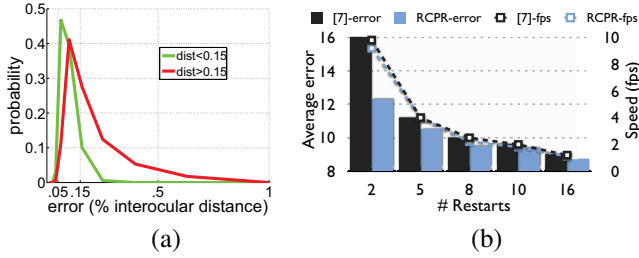 (a)
probability
0.5
0.4
0.3
0.2
0.1
0
dist<0.15
dist>0.15
.05 .15 .5 1
error (% interocular distance)
(a)
(b)
[7]-error RCPR-error [7]-fps RCPR-fps
Average error
16
14
12
10
8
10
8
6
4
2
0
Speed (fps)
2 5 8 10 16
# Restarts
(b)